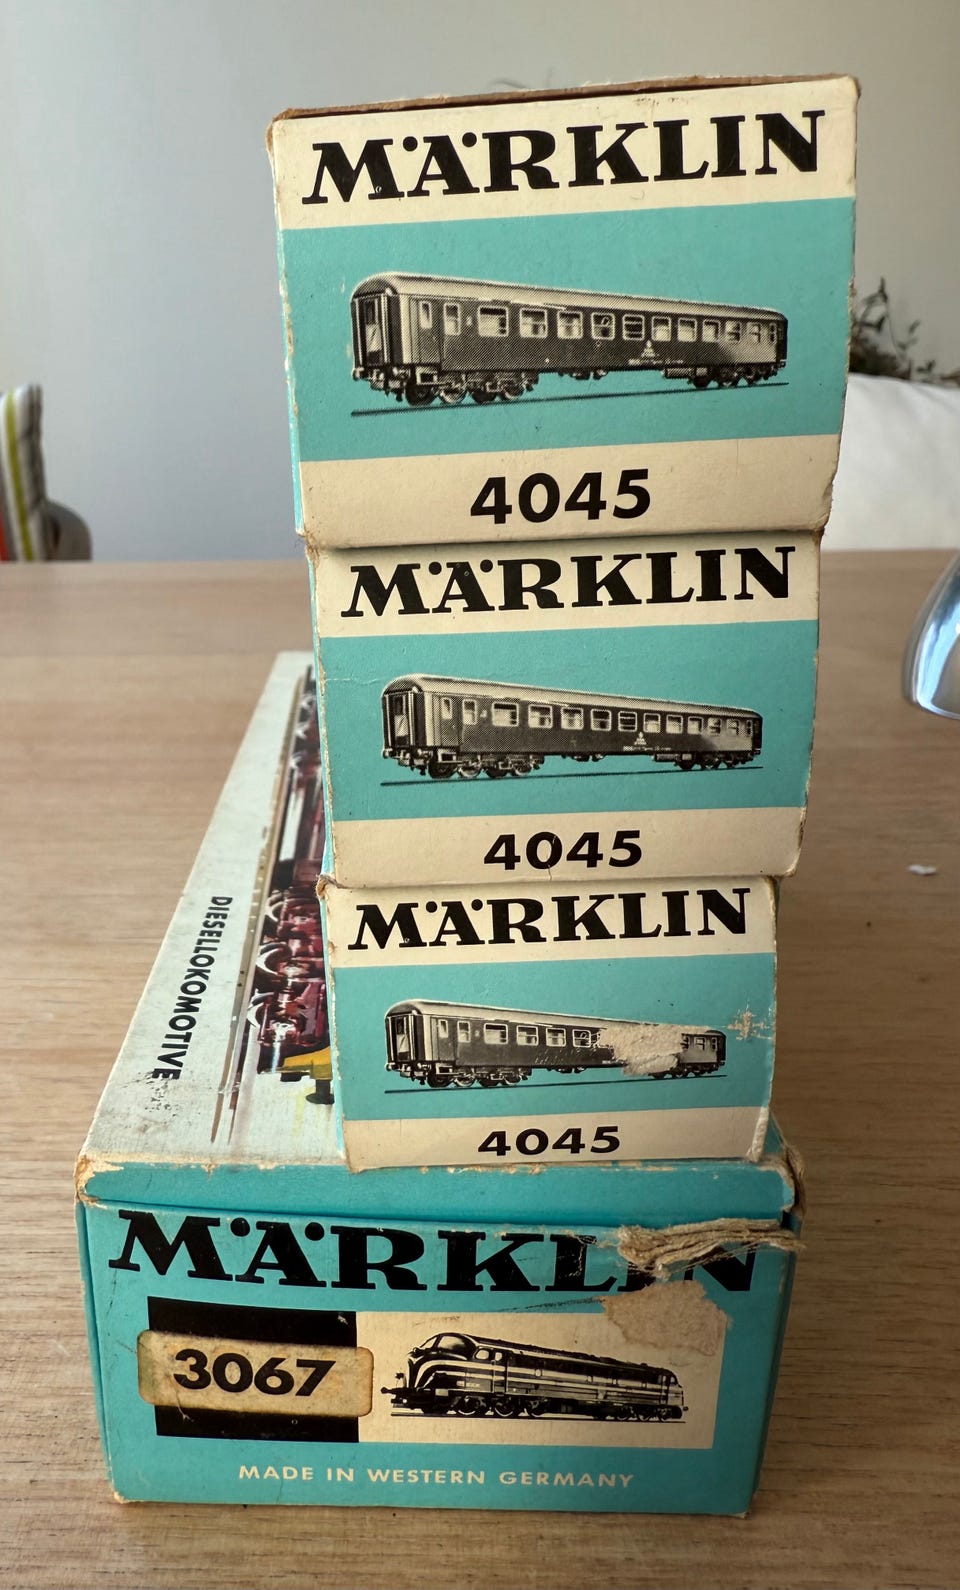 MÄRKLIN
4045
MÄRKLIN
4045
MÄRKLIN
4045
DIESELLOKOMOTIVE
MÄRKLIN
3067
MADE IN WESTERN GERMANY